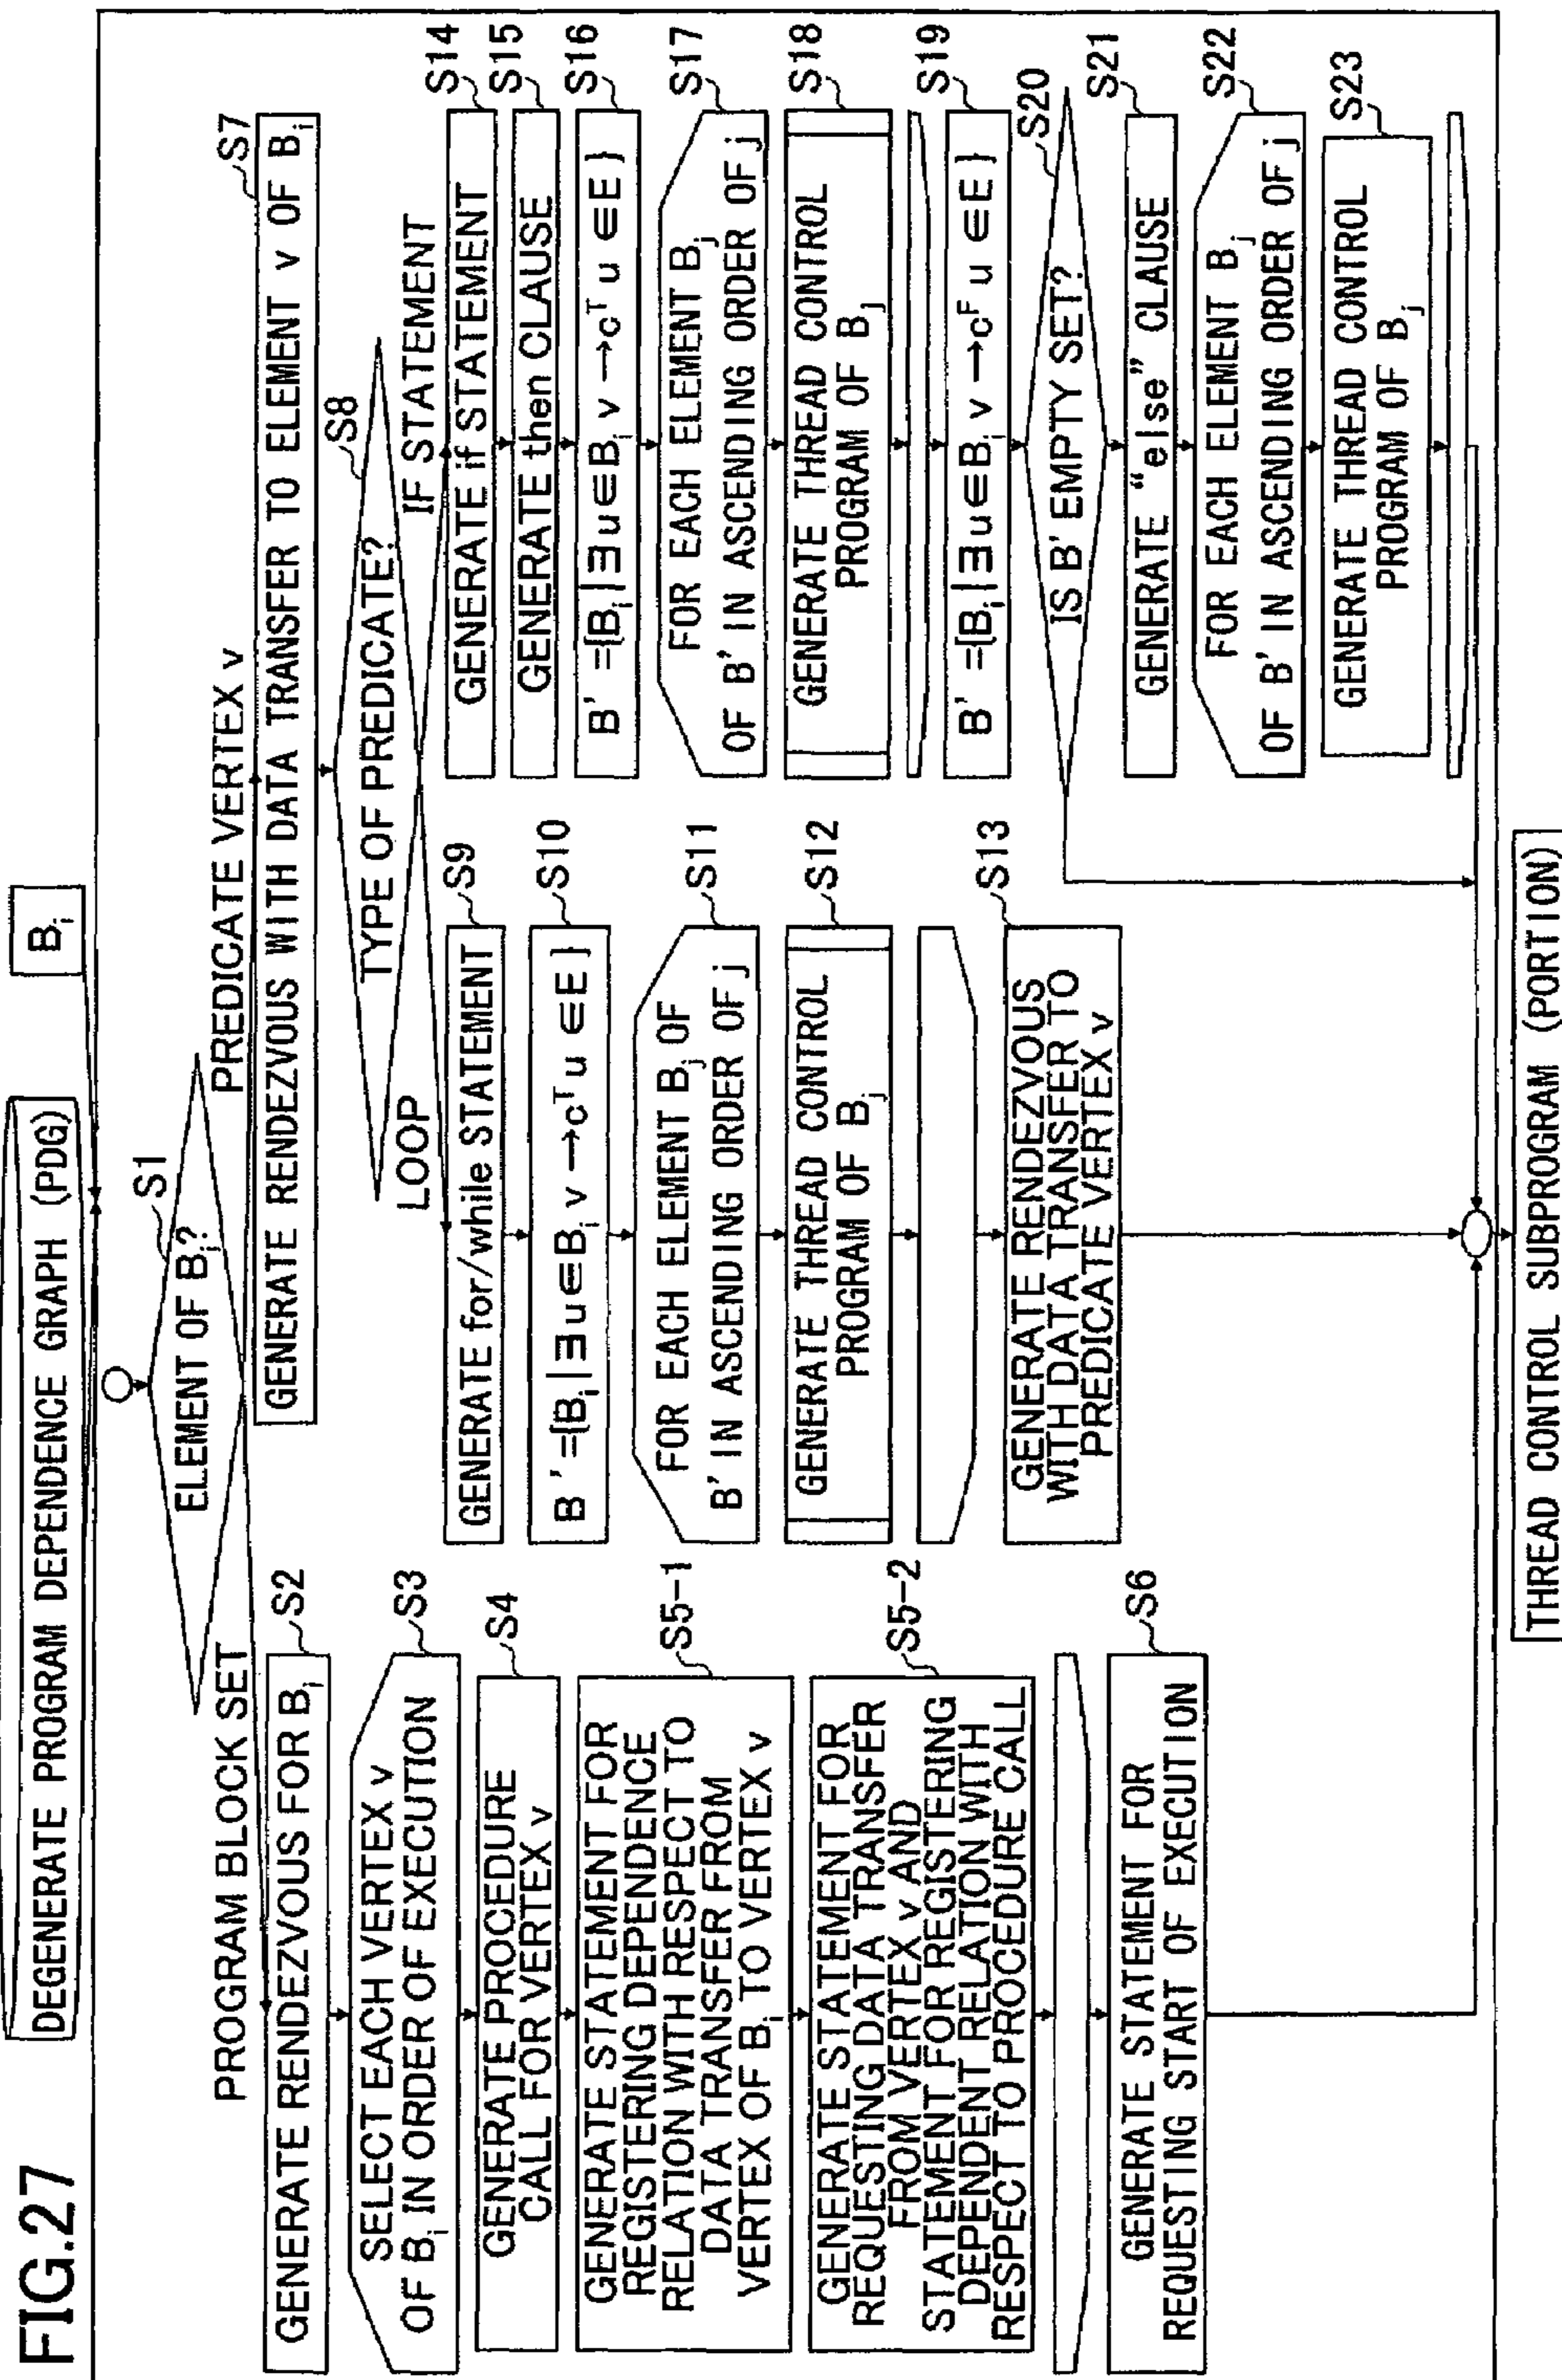 FIG.27
DEGENERATE PROGRAM DEPENDENCE GRAPH (PDG)
B_i
S1
ELEMENT OF B_i?
PROGRAM BLOCK SET
PREDICATE VERTEX v
S2
GENERATE RENDEZVOUS FOR B_i
S3
SELECT EACH VERTEX v
OF B_i IN ORDER OF EXECUTION
S4
GENERATE PROCEDURE
CALL FOR VERTEX v
S5-1
GENERATE STATEMENT FOR
REGISTERING DEPENDENCE
RELATION WITH RESPECT TO
DATA TRANSFER FROM
VERTEX OF B_i TO VERTEX v
S5-2
GENERATE STATEMENT FOR
REQUESTING DATA TRANSFER
FROM VERTEX v AND
STATEMENT FOR REGISTERING
DEPENDENT RELATION WITH
RESPECT TO PROCEDURE CALL
S6
GENERATE STATEMENT FOR
REQUESTING START OF EXECUTION
S7
GENERATE RENDEZVOUS WITH DATA TRANSFER TO ELEMENT v OF B_i
S8
TYPE OF PREDICATE?
LOOP
IF STATEMENT
S9
GENERATE for/while STATEMENT
S10
B' ={B_i|∃u∈B_i v→c^T u ∈E}
S11
FOR EACH ELEMENT B_j OF
B' IN ASCENDING ORDER OF j
S12
GENERATE THREAD CONTROL
PROGRAM OF B_j
S13
GENERATE RENDEZVOUS
WITH DATA TRANSFER TO
PREDICATE VERTEX v
S14
GENERATE if STATEMENT
S15
GENERATE then CLAUSE
S16
B' ={B_i|∃u∈B_i v→c^T u ∈E}
S17
FOR EACH ELEMENT B_j
OF B' IN ASCENDING ORDER OF j
S18
GENERATE THREAD CONTROL
PROGRAM OF B_j
S19
B' ={B_i|∃u∈B_i v→c^F u ∈E}
S20
IS B' EMPTY SET?
S21
GENERATE "else" CLAUSE
S22
FOR EACH ELEMENT B_j
OF B' IN ASCENDING ORDER OF j
S23
GENERATE THREAD CONTROL
PROGRAM OF B_j
THREAD CONTROL SUBPROGRAM (PORTION)